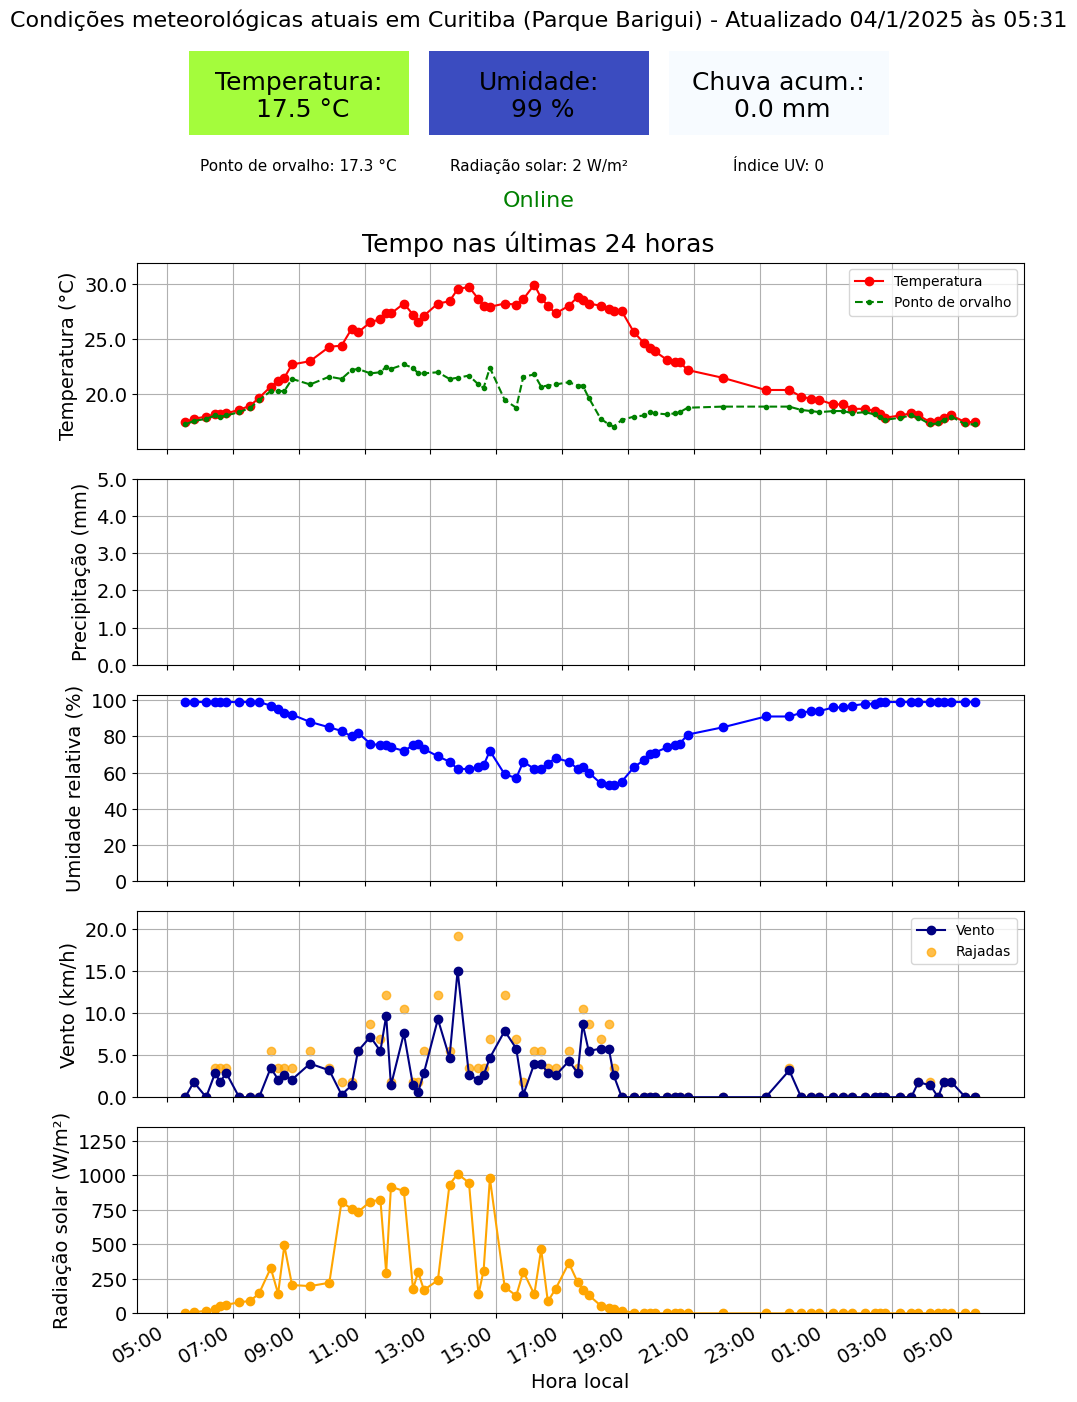 Condições meteorológicas atuais em Curitiba (Parque Barigui) - Atualizado 04/1/2025 às 05:31
Temperatura:
17.5 °C
Umidade:
99 %
Chuva acum.:
0.0 mm
Ponto de orvalho: 17.3 °C
Radiação solar: 2 W/m²
Índice UV: 0
Online
Tempo nas últimas 24 horas
Temperatura (°C)
30.0
25.0
20.0
Temperatura
Ponto de orvalho
Precipitação (mm)
5.0
4.0
3.0
2.0
1.0
0.0
Umidade relativa (%)
100
80
60
40
20
0
Vento (km/h)
20.0
15.0
10.0
5.0
0.0
Vento
Rajadas
Radiação solar (W/m²)
1250
1000
750
500
250
0
05:00
07:00
09:00
11:00
13:00
15:00
17:00
19:00
21:00
23:00
01:00
03:00
05:00
Hora local